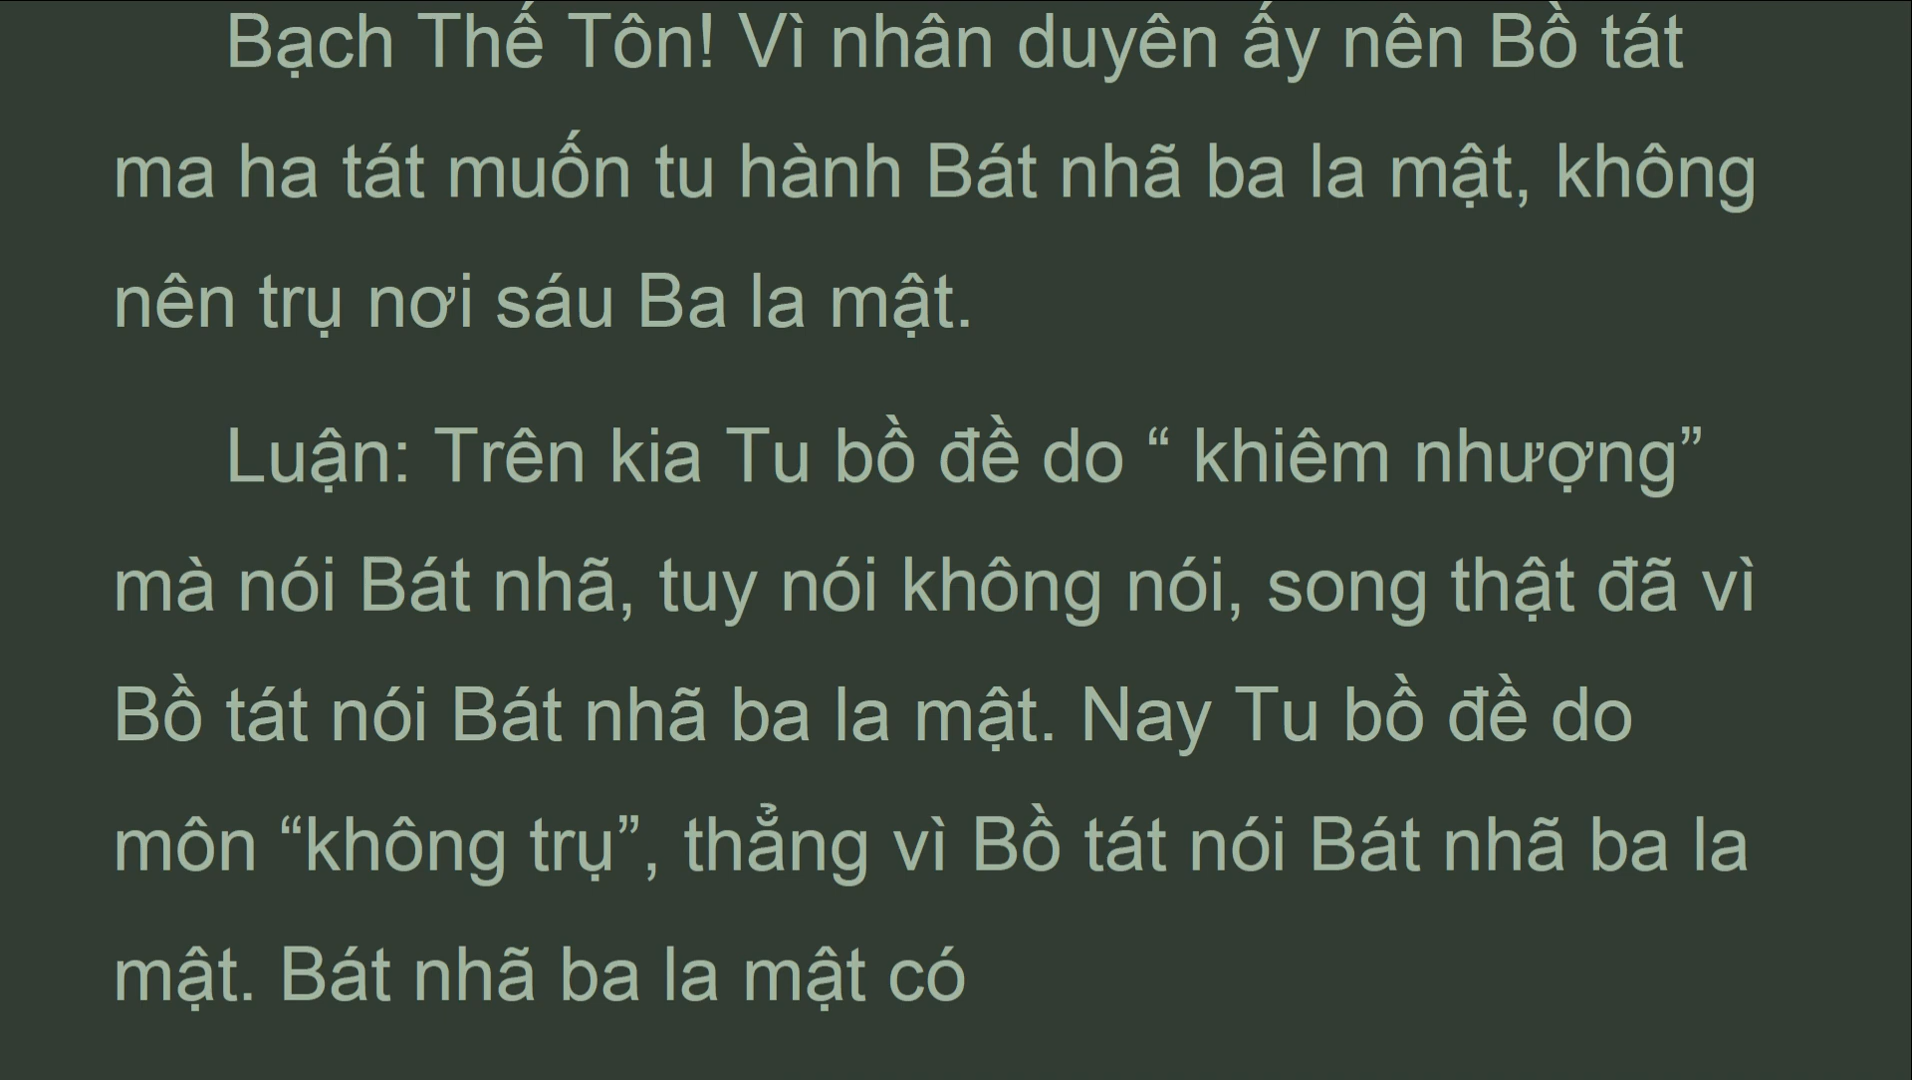 Bạch Thế Tôn! Vì nhân duyên ấy nên Bồ tát
ma ha tát muốn tu hành Bát nhã ba la mật, không
nên trụ nơi sáu Ba la mật.
Luận: Trên kia Tu bồ đề do “ khiêm nhượng”
mà nói Bát nhã, tuy nói không nói, song thật đã vì
Bồ tát nói Bát nhã ba la mật. Nay Tu bồ đề do
môn “không trụ”, thẳng vì Bồ tát nói Bát nhã ba la
mật. Bát nhã ba la mật có